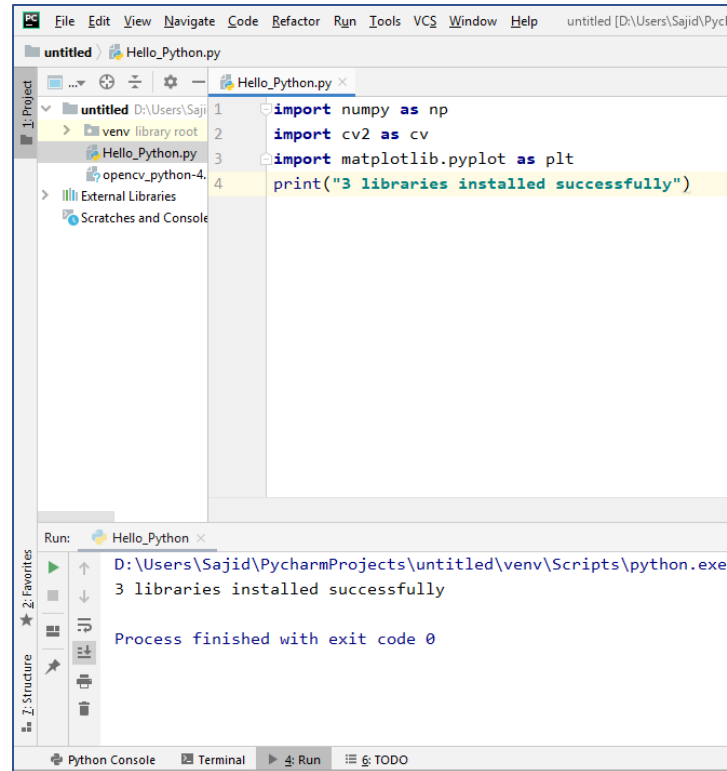 PC File Edit View Navigate Code Refactor Run Tools VCS Window Help untitled [D:\Users\Sajid\Pych
untitled Hello_Python.py
1: Project
...
Hello_Python.py
untitled D:\Users\Saji
venv library root
Hello_Python.py
opencv_python-4.
External Libraries
Scratches and Console
1 import numpy as np
2 import cv2 as cv
3 import matplotlib.pyplot as plt
4 print("3 libraries installed successfully")
Run: Hello_Python
D:\Users\Sajid\PycharmProjects\untitled\venv\Scripts\python.exe
3 libraries installed successfully
Process finished with exit code 0
2: Favorites
7: Structure
Python Console Terminal 4: Run 6: TODO